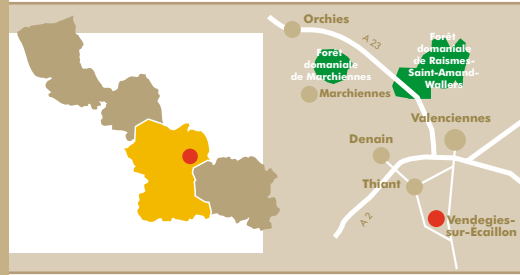 Orchies
A 23
Forêt
domaniale
de Marchiennes
Forêt
domaniale
de Raismes-
Saint-Amand-
Wallers
Marchiennes
Valenciennes
Denain
Thiant
A 2
Vendegies-
sur-Écaillon